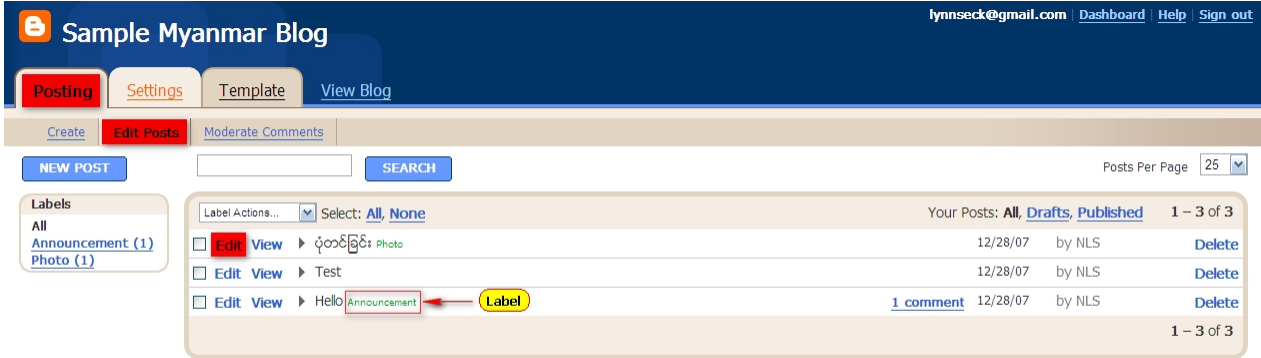 lynnseck@gmail.com | Dashboard | Help | Sign out
Sample Myanmar Blog
Posting Settings Template View Blog
Create Edit Posts Moderate Comments
NEW POST SEARCH Posts Per Page 25
Labels
All
Announcement (1)
Photo (1)
Label Actions... Select: All, None Your Posts: All, Drafts, Published 1 – 3 of 3
Edit View ပုံတင်ခြင်း Photo 12/28/07 by NLS Delete
Edit View Test 12/28/07 by NLS Delete
Edit View Hello Announcement Label 1 comment 12/28/07 by NLS Delete
1 – 3 of 3